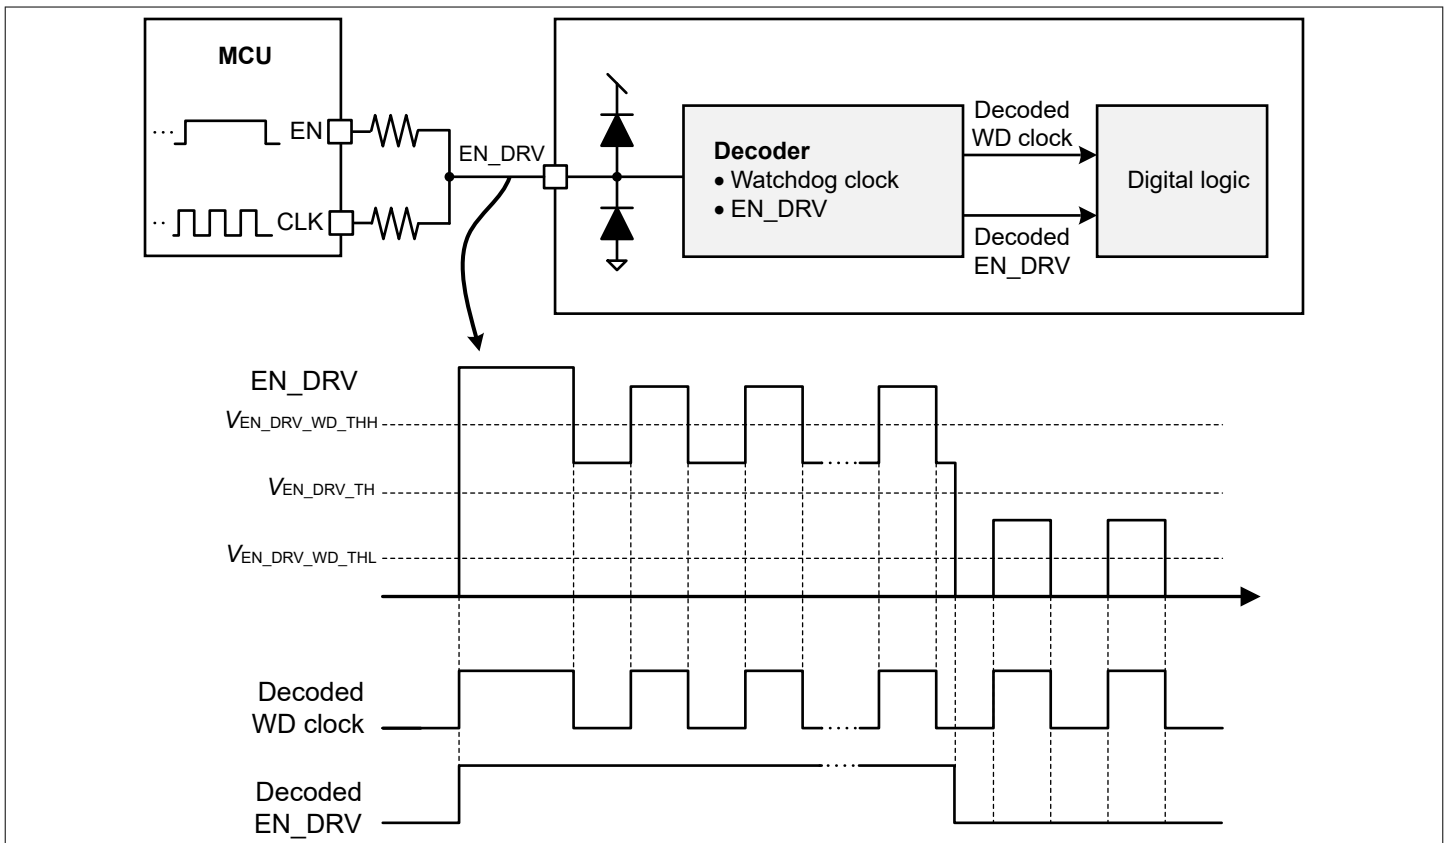 MCU
EN
CLK
EN_DRV
Decoder
• Watchdog clock
• EN_DRV
Decoded
WD clock
Decoded
EN_DRV
Digital logic
EN_DRV
VEN_DRV_WD_THH
VEN_DRV_TH
VEN_DRV_WD_THL
Decoded
WD clock
Decoded
EN_DRV